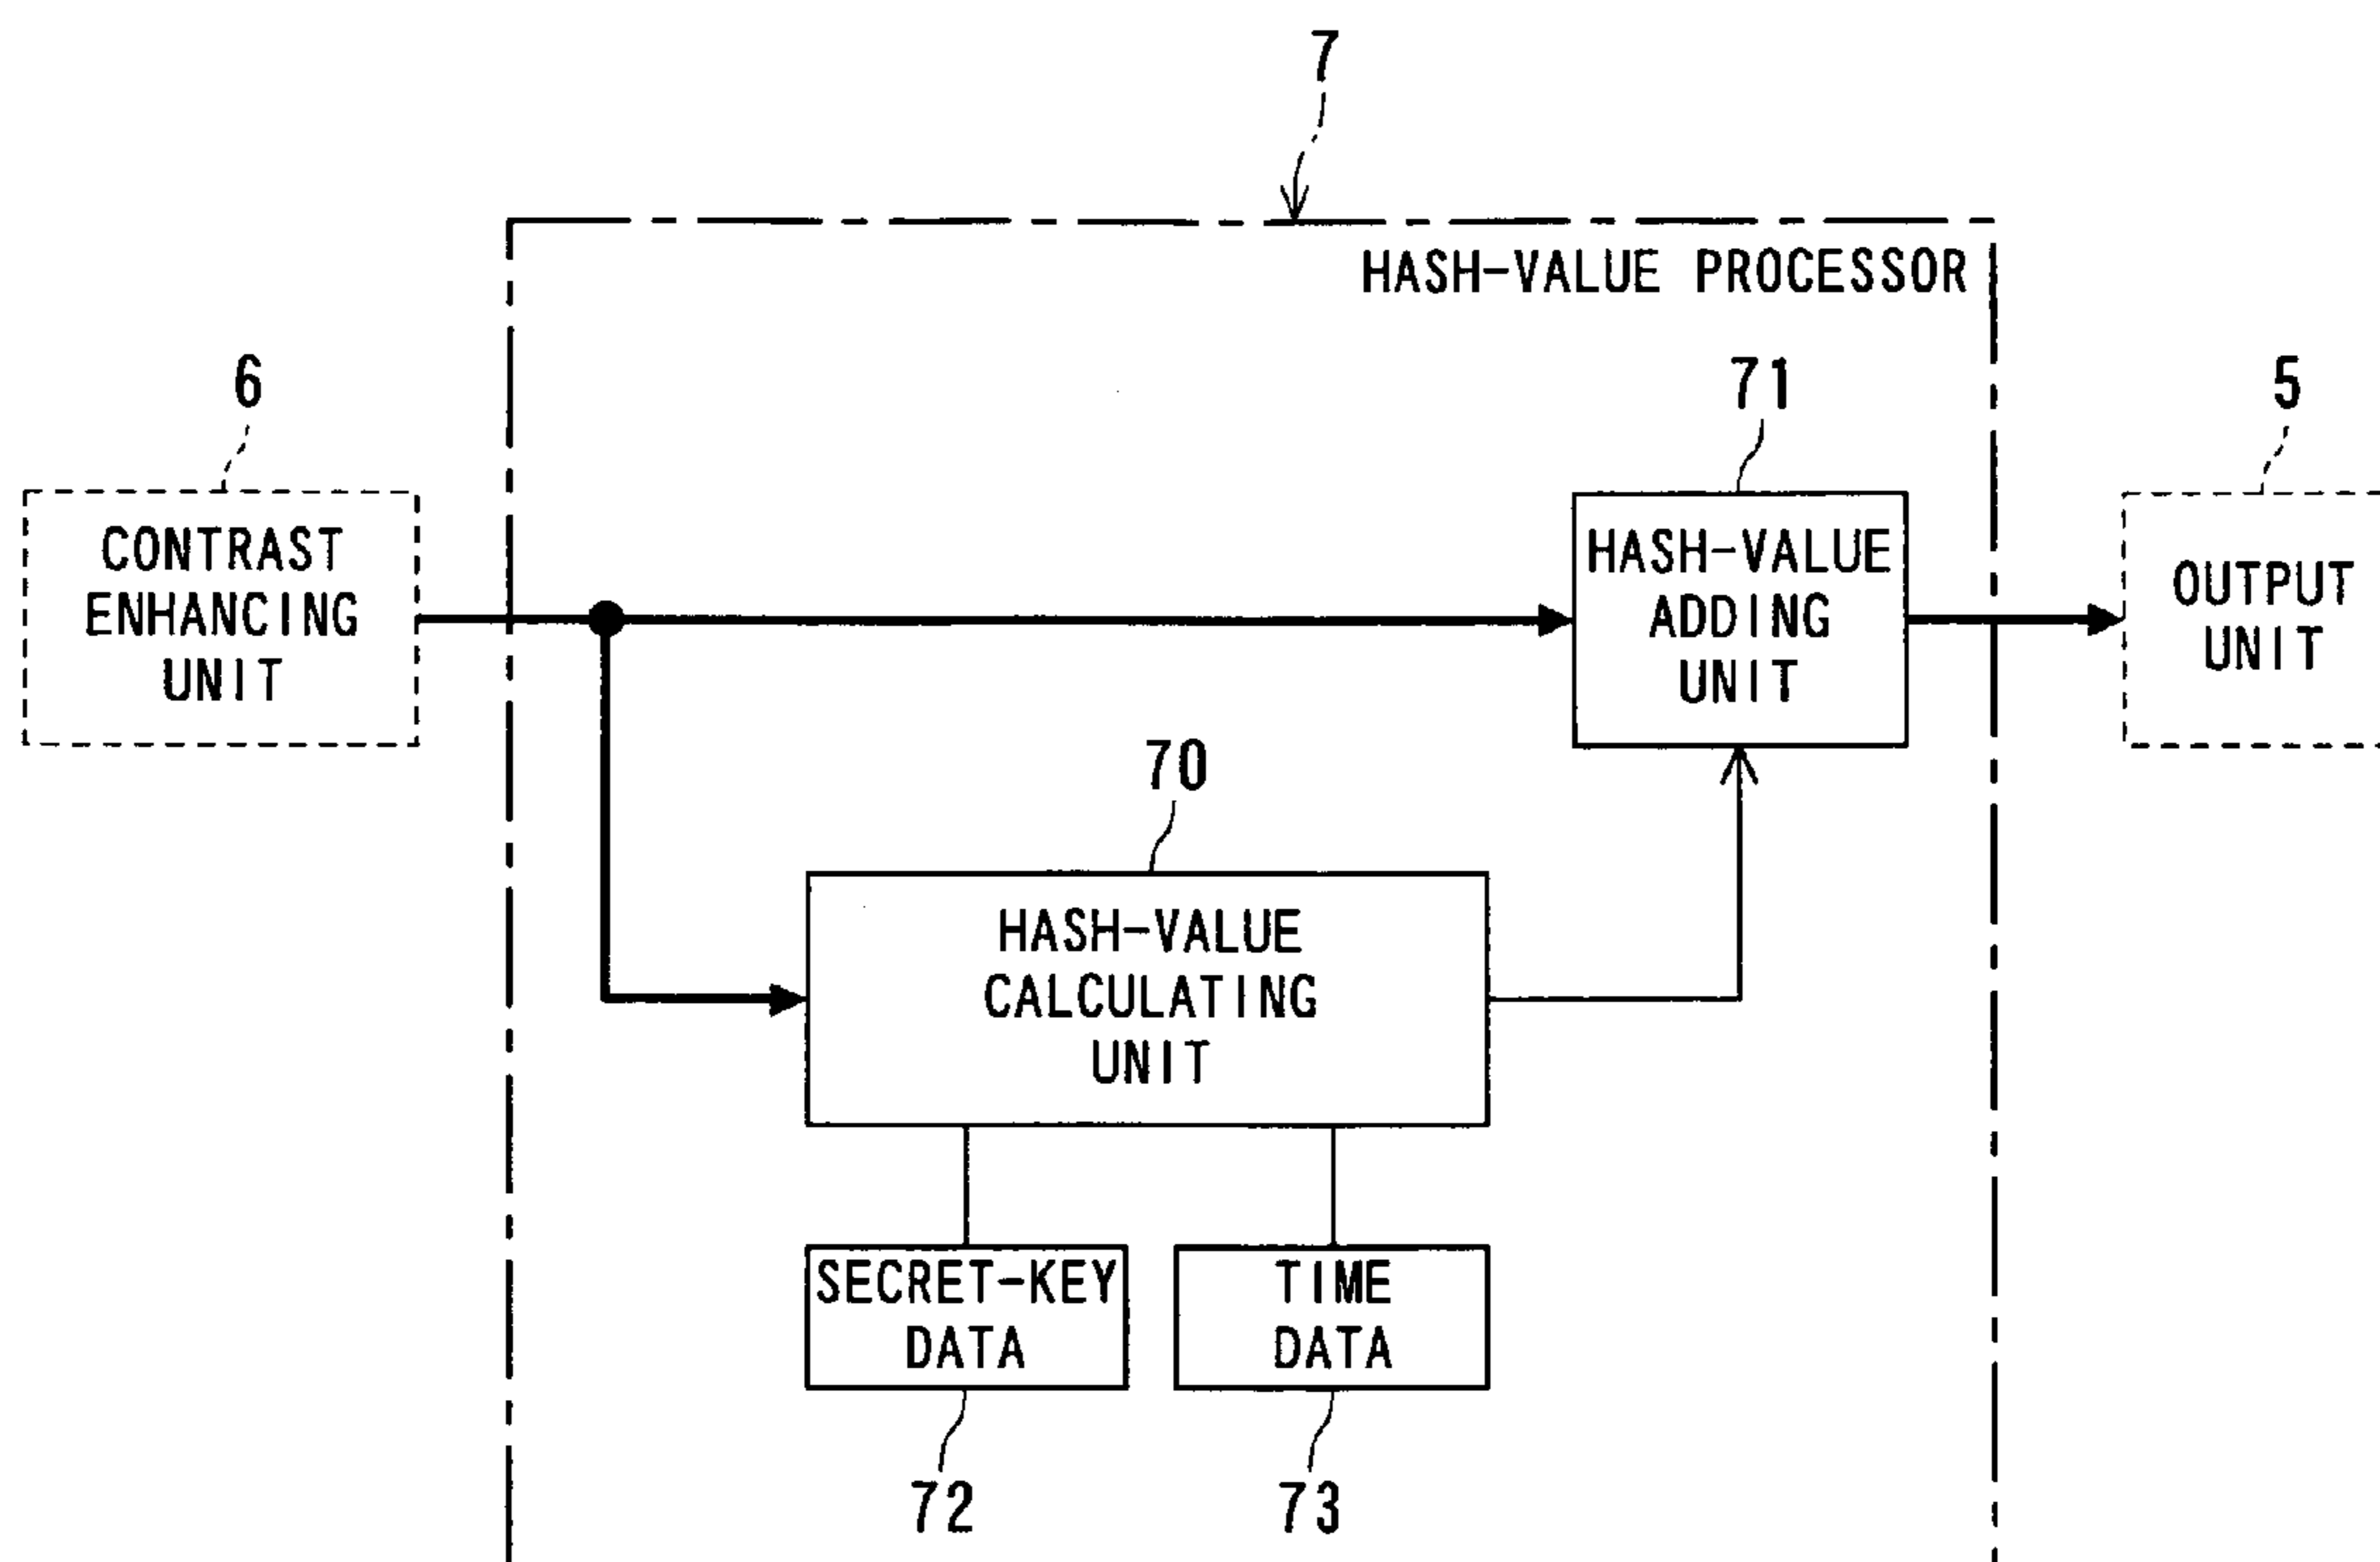 7
HASH-VALUE PROCESSOR
6
71
5
CONTRAST
ENHANCING
UNIT
HASH-VALUE
ADDING
UNIT
OUTPUT
UNIT
70
HASH-VALUE
CALCULATING
UNIT
SECRET-KEY
DATA
TIME
DATA
72
73